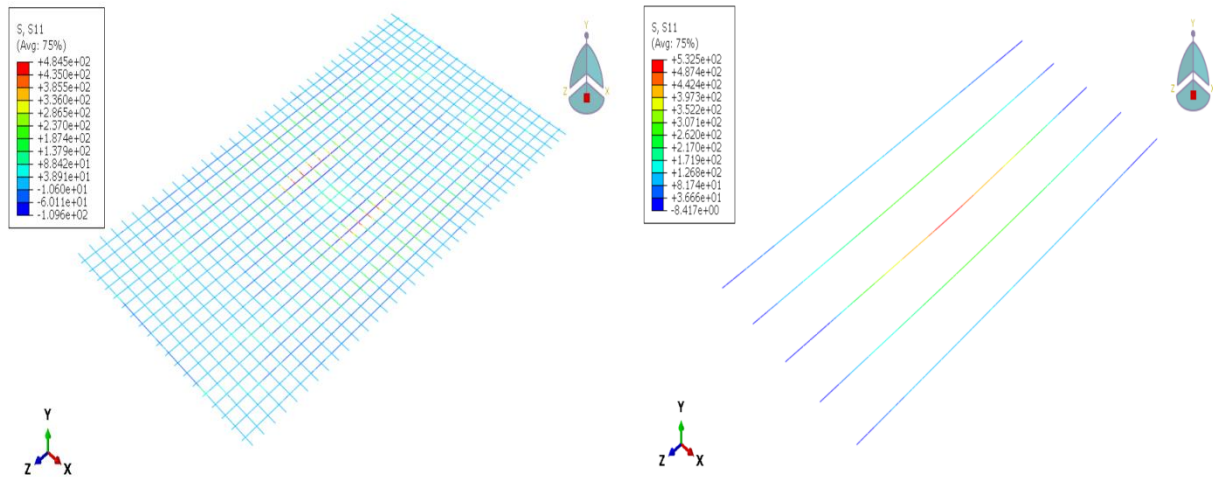 S, S11
(Avg: 75%)
+4.845e+02
+4.350e+02
+3.855e+02
+3.360e+02
+2.865e+02
+2.370e+02
+1.874e+02
+1.379e+02
+8.842e+01
+3.891e+01
-1.060e+01
-6.011e+01
-1.096e+02
Y
Z X
Y
Z X
S, S11
(Avg: 75%)
+5.325e+02
+4.874e+02
+4.424e+02
+3.973e+02
+3.522e+02
+3.071e+02
+2.620e+02
+2.170e+02
+1.719e+02
+1.268e+02
+8.174e+01
+3.666e+01
-8.417e+00
Y
Z
Y
Z X